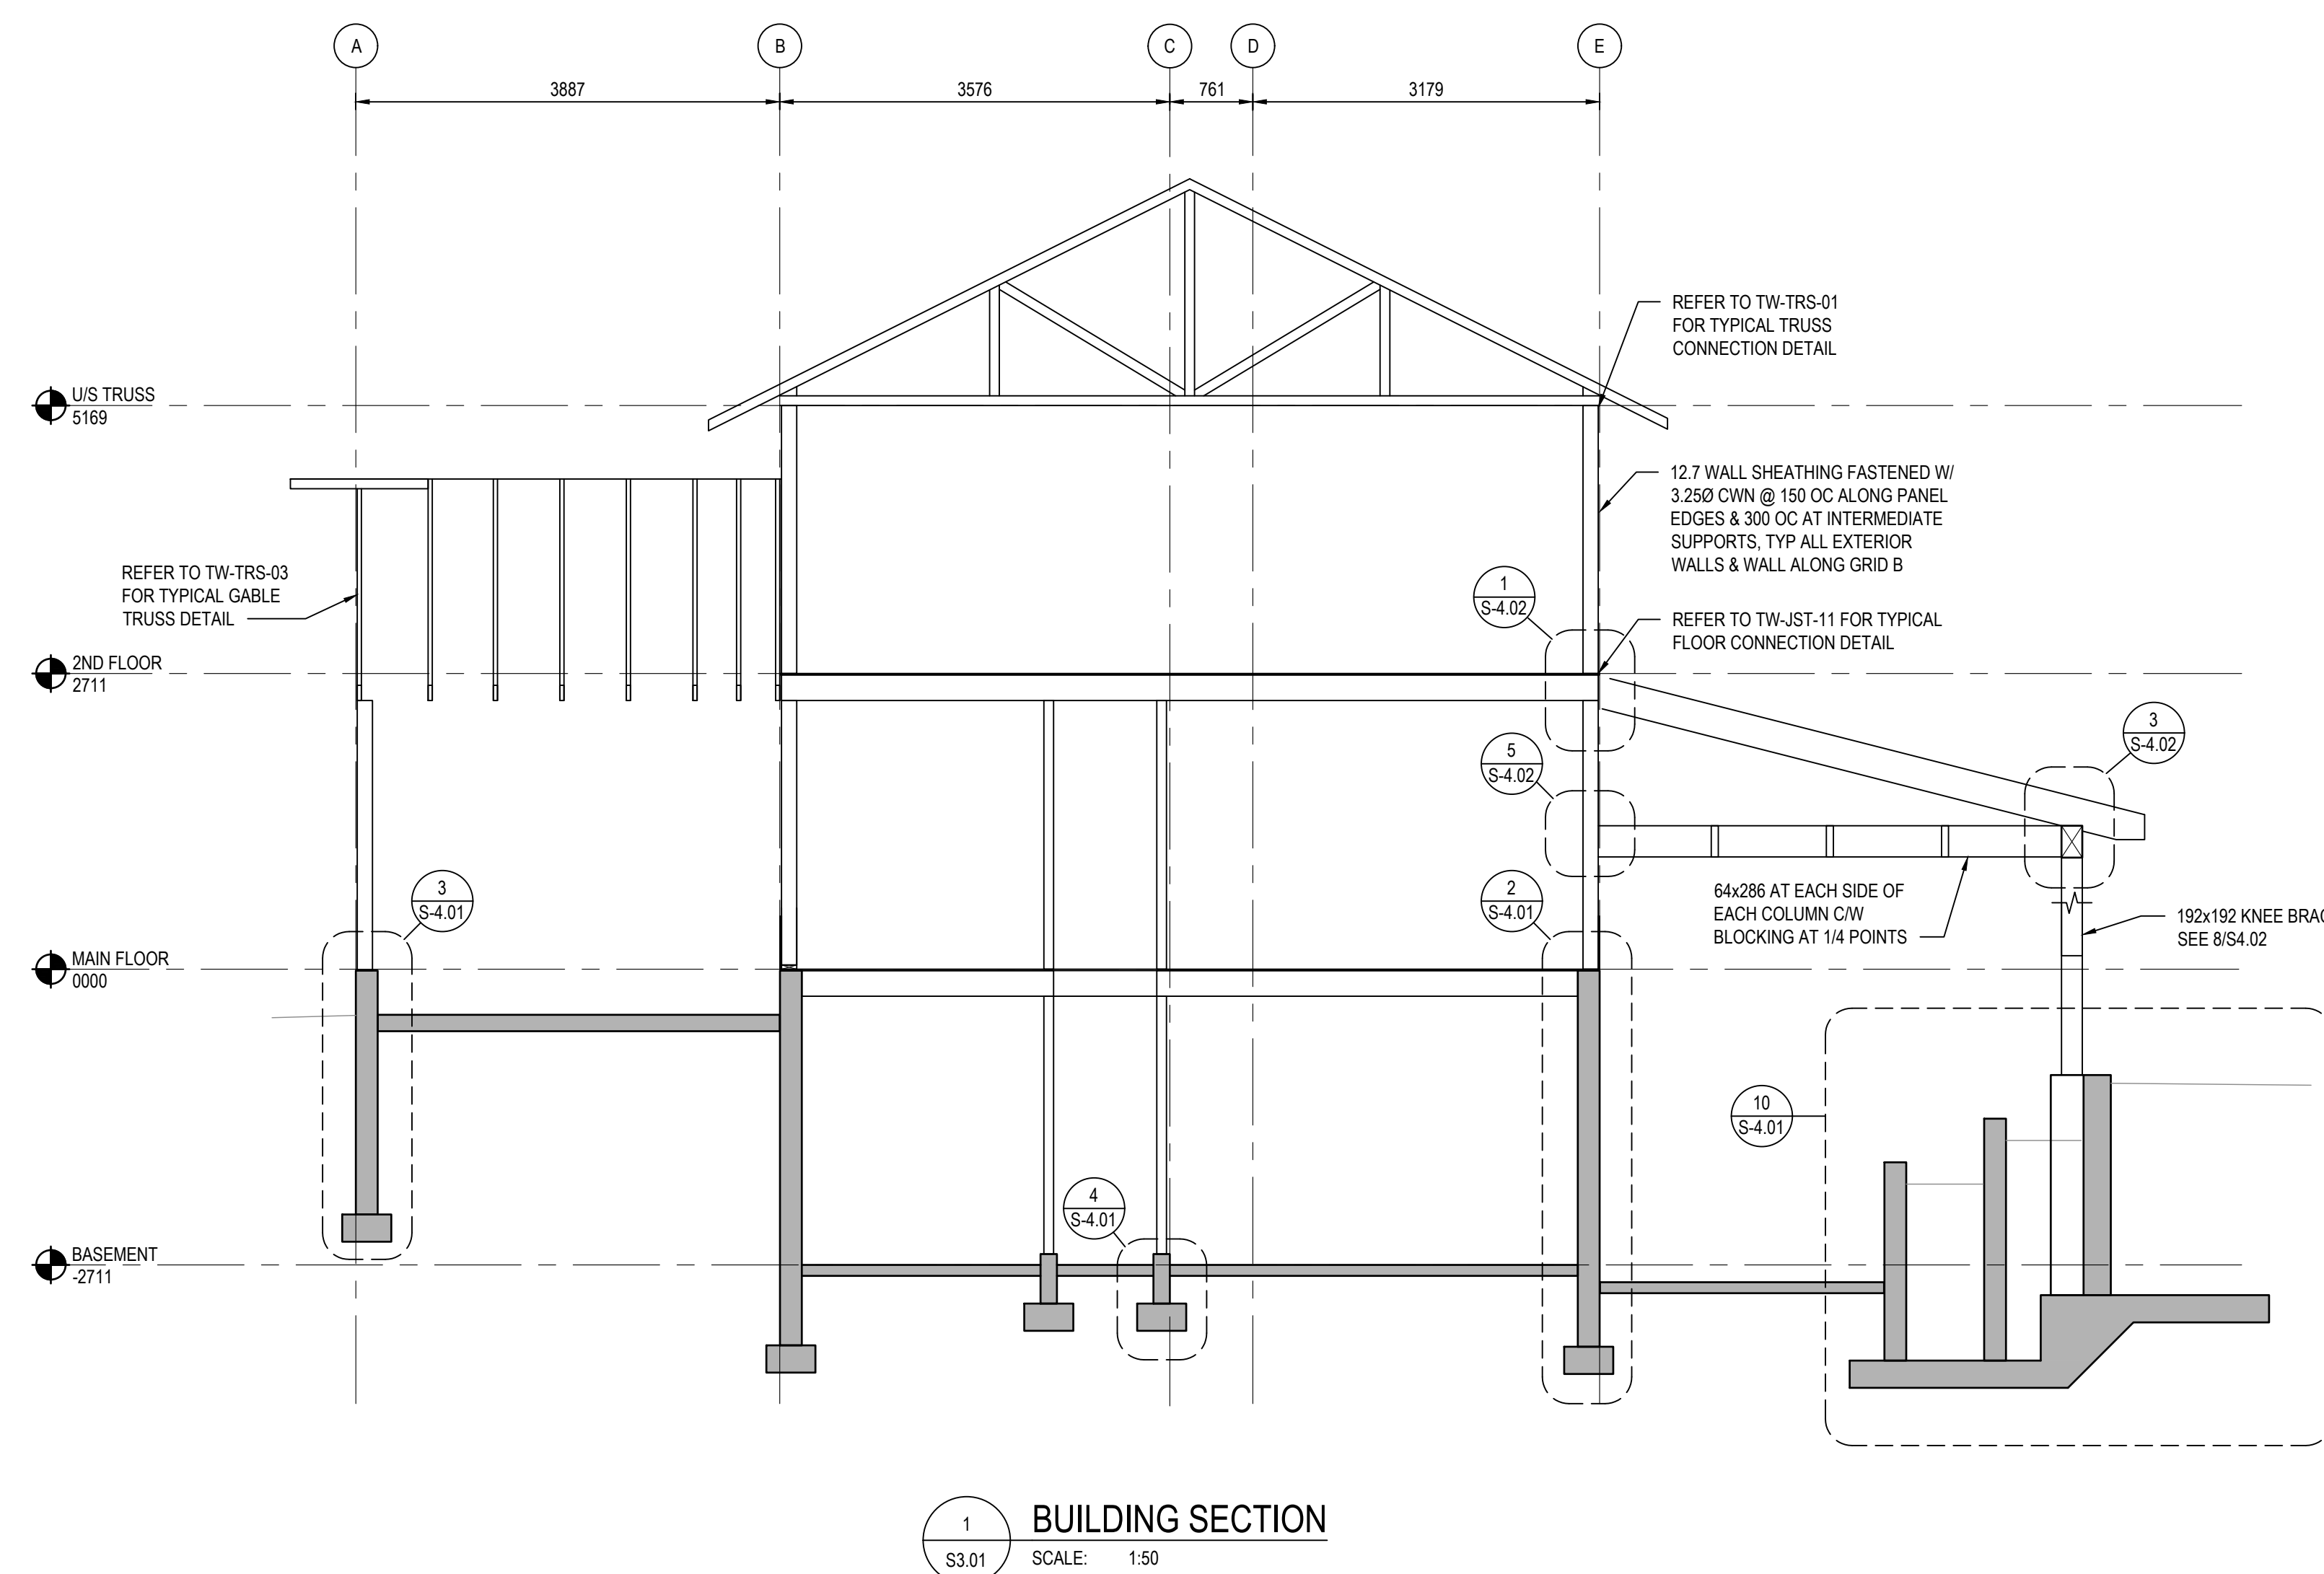 A
B
C
D
E
3887
3576
761
3179
REFER TO TW-TRS-01
FOR TYPICAL TRUSS
CONNECTION DETAIL
U/S TRUSS
5169
12.7 WALL SHEATHING FASTENED W/
3.25Ø CWN @ 150 OC ALONG PANEL
EDGES & 300 OC AT INTERMEDIATE
SUPPORTS, TYP ALL EXTERIOR
WALLS & WALL ALONG GRID B
REFER TO TW-TRS-03
FOR TYPICAL GABLE
TRUSS DETAIL
1
S-4.02
REFER TO TW-JST-11 FOR TYPICAL
FLOOR CONNECTION DETAIL
2ND FLOOR
2711
3
S-4.02
5
S-4.02
3
S-4.01
2
S-4.01
64x286 AT EACH SIDE OF
EACH COLUMN C/W
BLOCKING AT 1/4 POINTS
192x192 KNEE
SEE 8/S4.02
MAIN FLOOR
0000
10
S-4.01
4
S-4.01
BASEMENT
-2711
1
S3.01
BUILDING SECTION
SCALE: 1:50